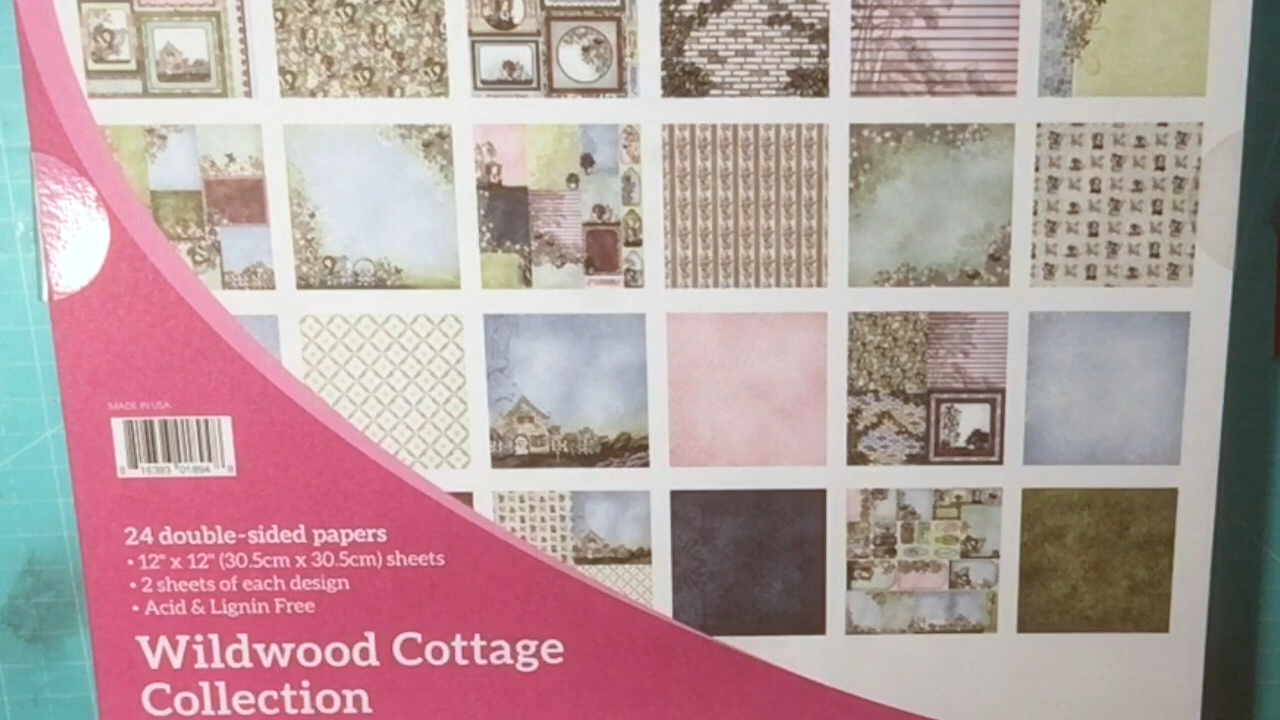 MADE IN USA
24 double-sided papers
• 12" x 12" (30.5cm x 30.5cm) sheets
• 2 sheets of each design
• Acid & Lignin Free
Wildwood Cottage
Collection